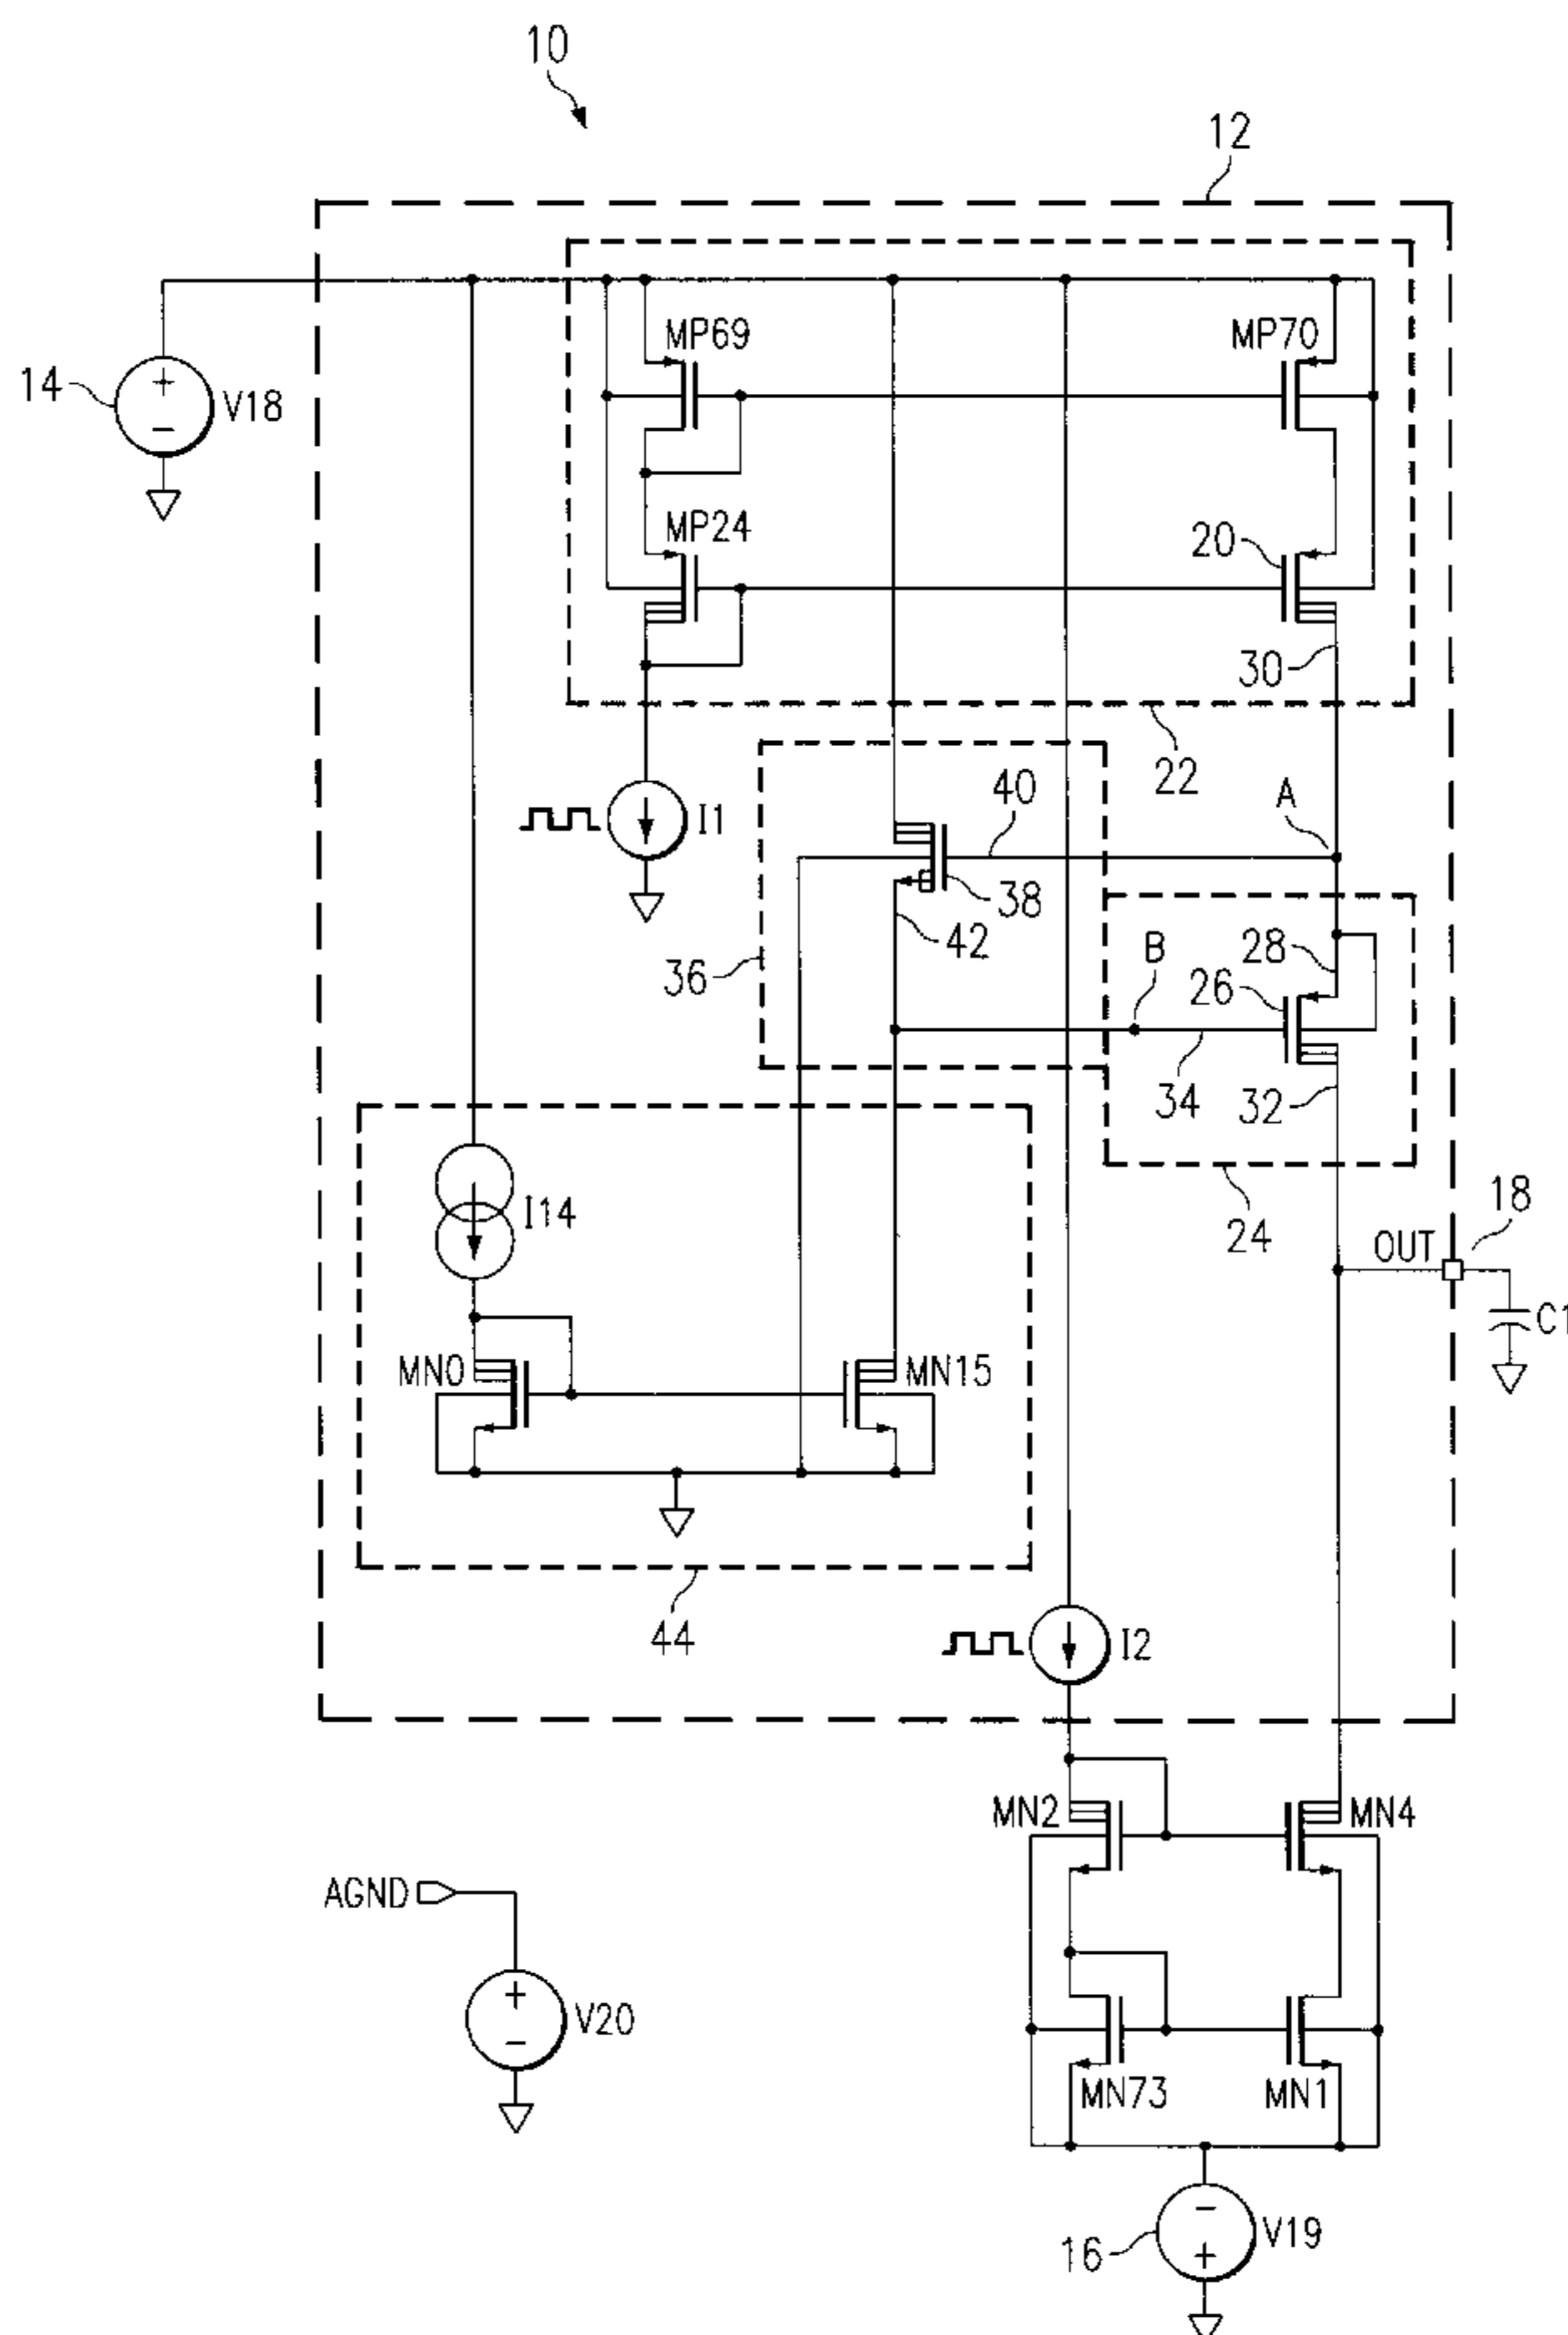 10
12
MP69
MP70
14
V18
MP24
20
30
22
40
A
I1
38
42
28
B
26
36
34
32
18
24
OUT
I14
C1
MN0
MN15
44
I2
MN2
MN4
AGND
V20
MN73
MN1
16
V19
+
−
+
−
−
+